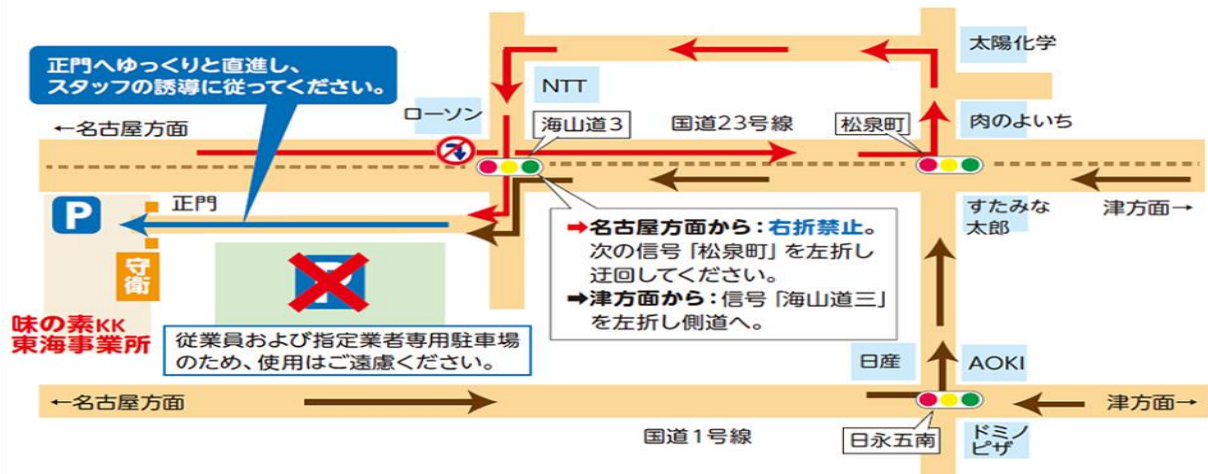 正門へゆっくりと直進し、
スタッフの誘導に従ってください。
太陽化学
NTT
ローソン
海山道3
国道23号線
松泉町
肉のよいち
←名古屋方面
P
正門
守衛
味の素KK
東海事業所
P
従業員および指定業者専用駐車場
のため、使用はご遠慮ください。
➡名古屋方面から：右折禁止。
次の信号「松泉町」を左折し
迂回してください。
➡津方面から：信号「海山道三」
を左折し側道へ。
すたみな
太郎
津方面→
日産
AOKI
←名古屋方面
国道1号線
日永五南
ドミノ
ピザ
津方面→